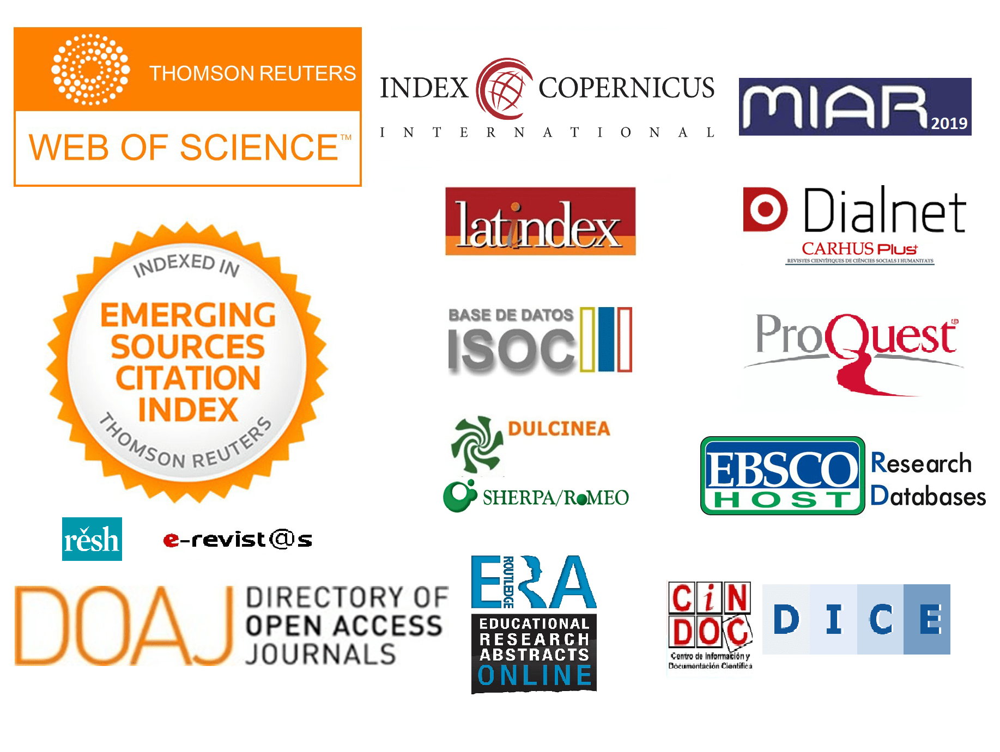 THOMSON REUTERS
WEB OF SCIENCE™
INDEX COPERNICUS
INTERNATIONAL
MIAR 2019
latindex
Dialnet
CARHUS Plus+
REVISTES CIENTÍFIQUES DE CIÈNCIES SOCIALS I HUMANITATS
INDEXED IN
EMERGING
SOURCES
CITATION
INDEX
THOMSON REUTERS
BASE DE DATOS
ISOC
ProQuest®
DULCINEA
SHERPA/RoMEO
EBSCO
HOST
Research
Databases
rěsh
e-revist@s
DOAJ
DIRECTORY OF
OPEN ACCESS
JOURNALS
ERA
ROUTLEDGE
EDUCATIONAL
RESEARCH
ABSTRACTS
ONLINE
CiN
DOC
Centro de Información y
Documentación Científica
DICE